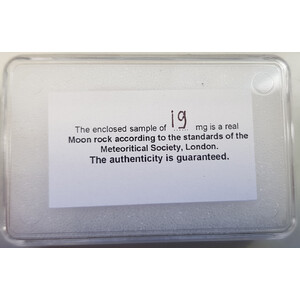 The enclosed sample of 19 mg is a real
Moon rock according to the standards of the
Meteoritical Society, London.
The authenticity is guaranteed.